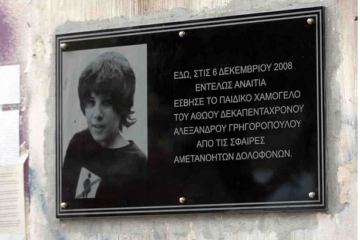 ΕΔΩ, ΣΤΙΣ 6 ΔΕΚΕΜΒΡΙΟΥ 2008
ΕΝΤΕΛΩΣ ΑΝΑΙΤΙΑ
ΕΣΒΗΣΕ ΤΟ ΠΑΙΔΙΚΟ ΧΑΜΟΓΕΛΟ
ΤΟΥ ΑΘΩΟΥ ΔΕΚΑΠΕΝΤΑΧΡΟΝΟΥ
ΑΛΕΞΑΝΔΡΟΥ ΓΡΗΓΟΡΟΠΟΥΛΟΥ
ΑΠΟ ΤΙΣ ΣΦΑΙΡΕΣ
ΑΜΕΤΑΝΟΗΤΩΝ ΔΟΛΟΦΟΝΩΝ.